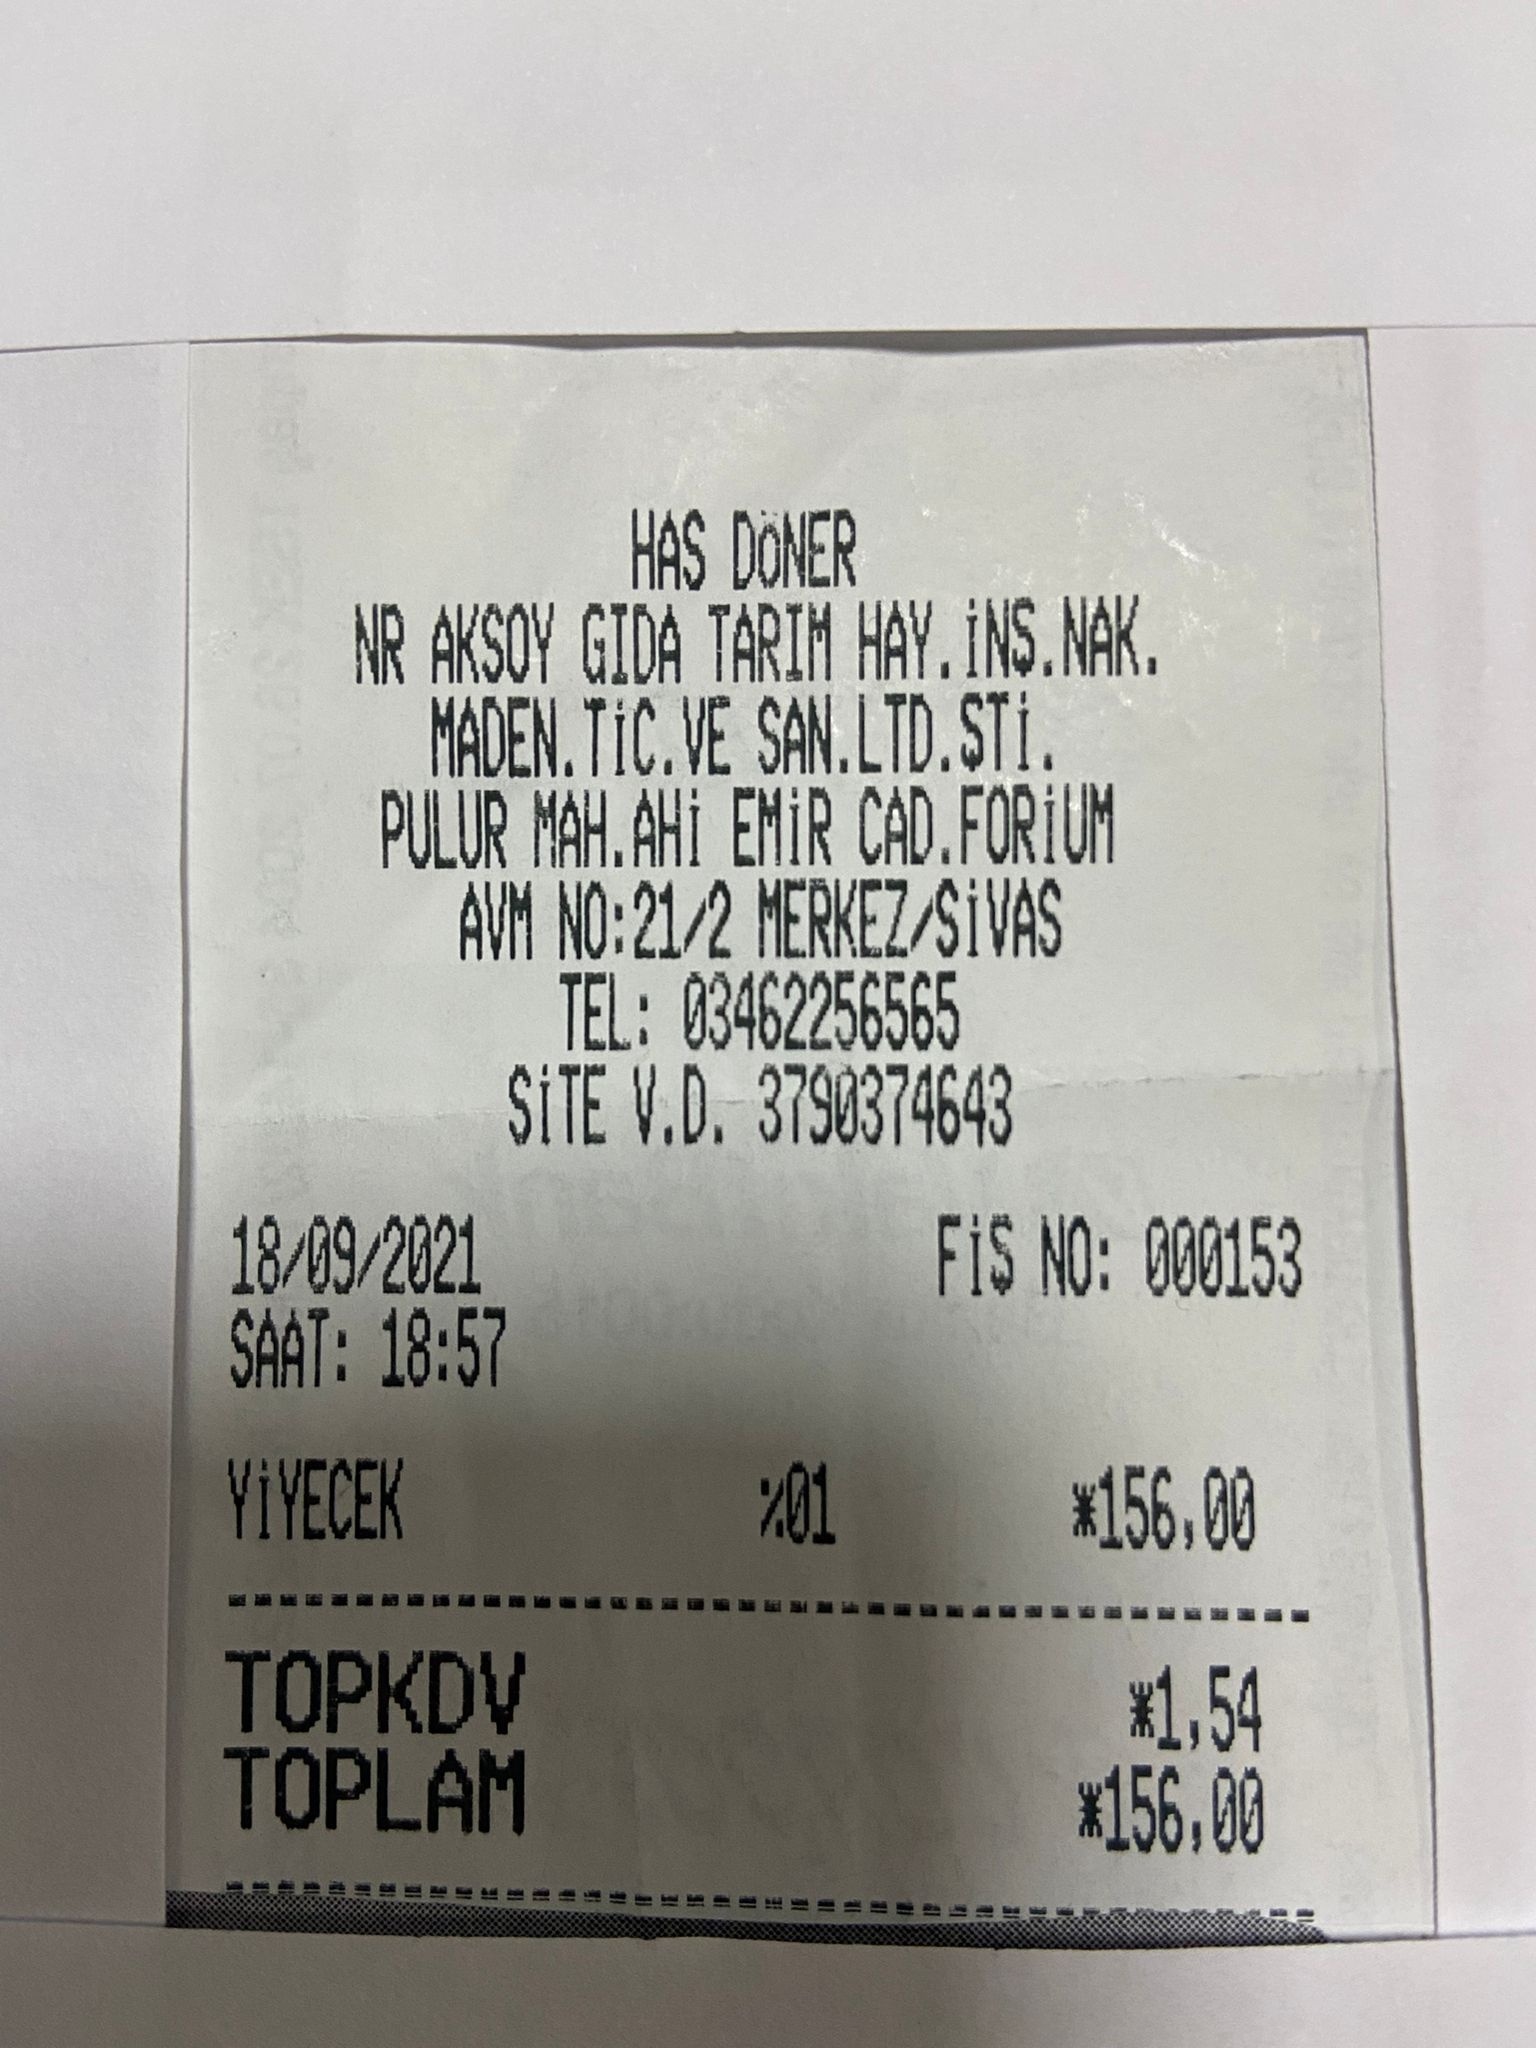 HAS DÖNER
NR AKSOY GIDA TARIM HAY.İNŞ.NAK.
MADEN.TİC.VE SAN.LTD.ŞTİ.
PULUR MAH.AHİ EMİR CAD.FORİUM
AVM NO:21/2 MERKEZ/SİVAS
TEL: 03462256565
SİTE V.D. 3790374643
18/09/2021 FİŞ NO: 000153
SAAT: 18:57
YİYECEK %01 *156,00
TOPKDV *1,54
TOPLAM *156,00